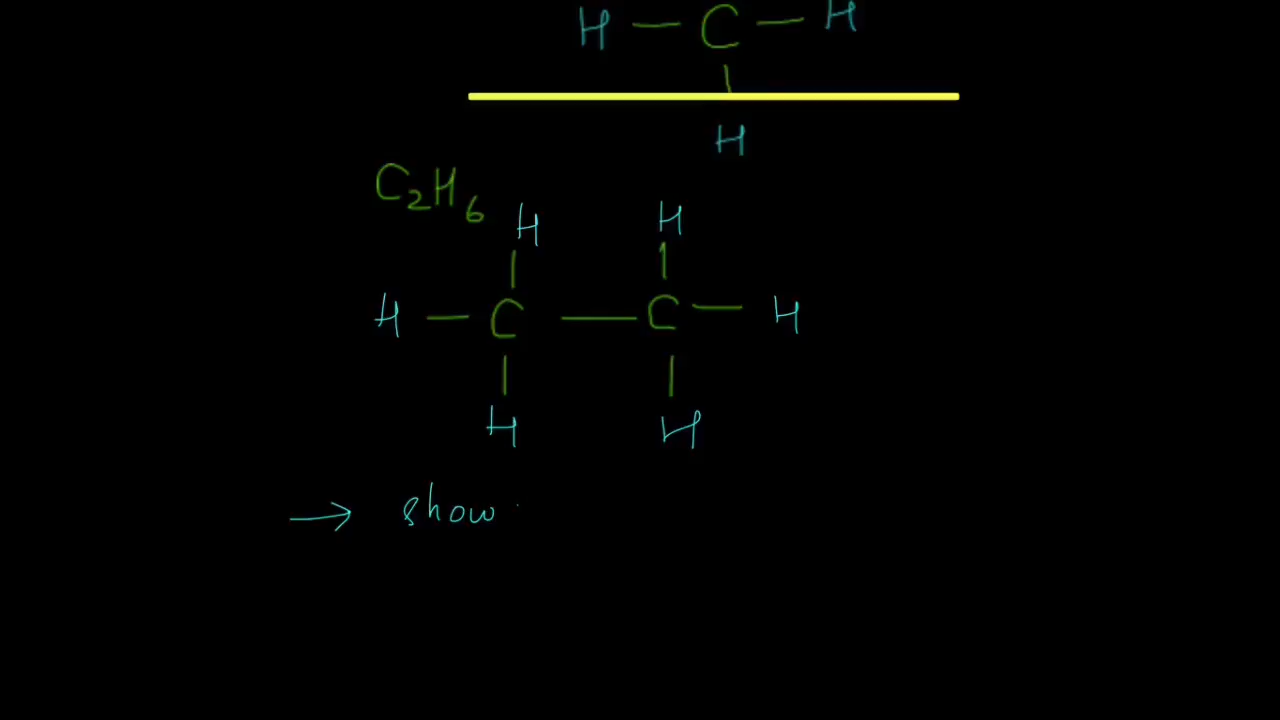 H — C — H
H
C₂H₆
H H
H — C — C — H
H H
→ show